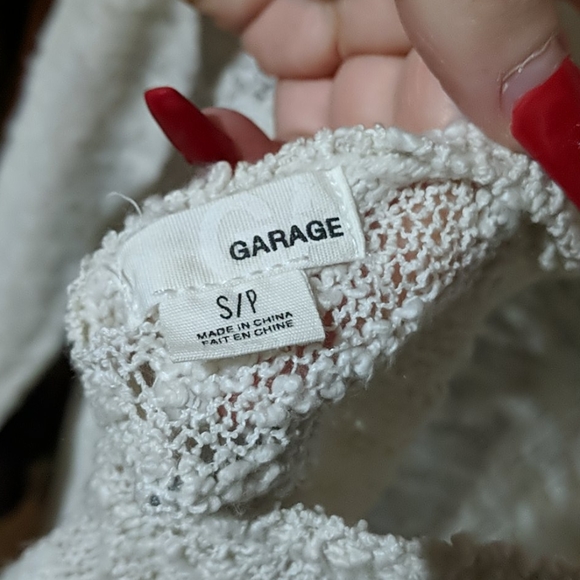 GARAGE
S/P
MADE IN CHINA
FAIT EN CHINE